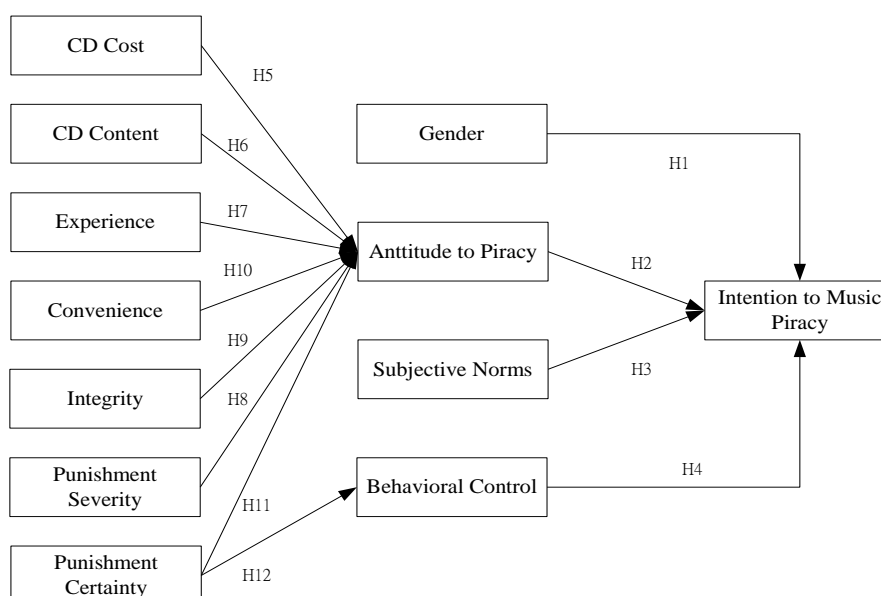 CD Cost
H5
CD Content
Gender
H6
H1
Experience
H7
Anttitude to Piracy
H2
H10
Convenience
Intention to Music
Piracy
H9
Integrity
H8
Subjective Norms
H3
Punishment
Severity
H11
Behavioral Control
H4
Punishment
Certainty
H12